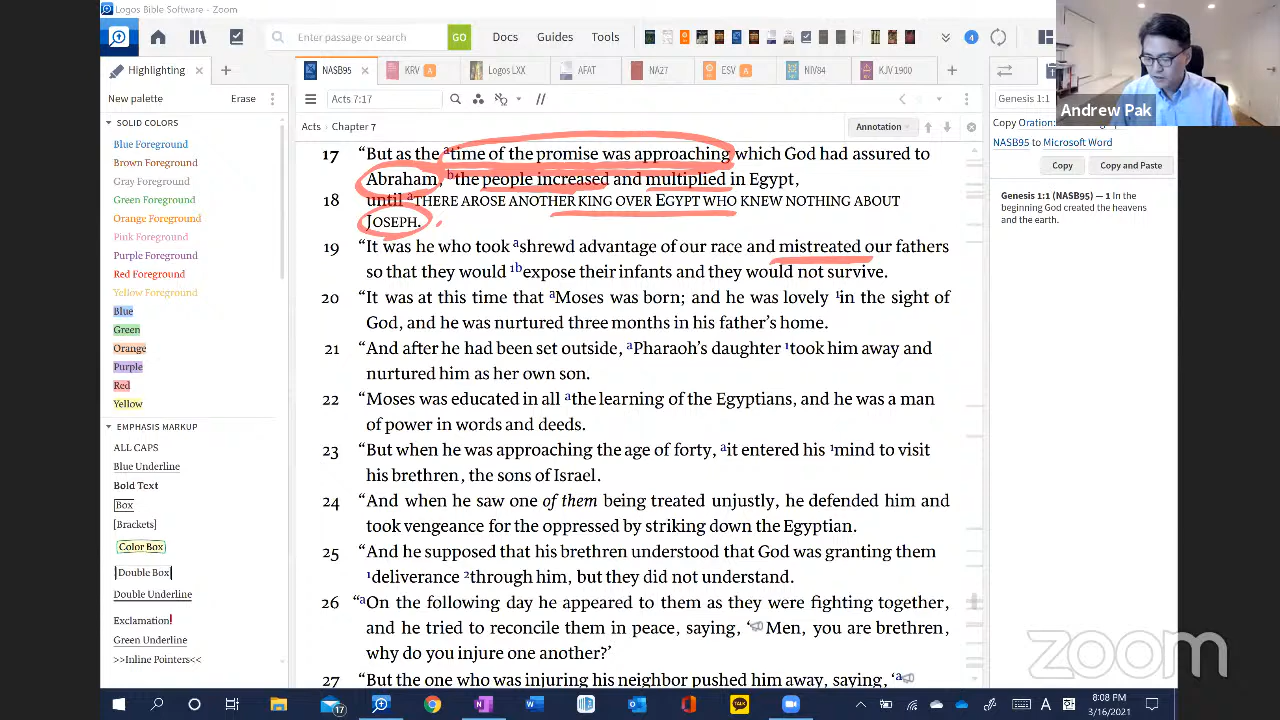 Logos Bible Software - Zoom
Enter passage or search
GO
Docs
Guides
Tools
4
Andrew Pak
Highlighting
NASB95
KRV A
Logos LXX
AFAT
NA27
ESV A
NIV84
KJV 1900
New palette
Erase
Acts 7:17
Genesis 1:1
SOLID COLORS
Blue Foreground
Brown Foreground
Gray Foreground
Green Foreground
Orange Foreground
Pink Foreground
Purple Foreground
Red Foreground
Yellow Foreground
Blue
Green
Orange
Purple
Red
Yellow
EMPHASIS MARKUP
ALL CAPS
Blue Underline
Bold Text
Box
[Brackets]
Color Box
Double Box
Double Underline
Exclamation!
Green Underline
>>Inline Pointers<<
Acts › Chapter 7
Annotation
17 “But as the a time of the promise was approaching which God had assured to
Abraham, b the people increased and multiplied in Egypt,
18 until a THERE AROSE ANOTHER KING OVER EGYPT WHO KNEW NOTHING ABOUT
JOSEPH.
19 “It was he who took a shrewd advantage of our race and mistreated our fathers
so that they would 1b expose their infants and they would not survive.
20 “It was at this time that a Moses was born; and he was lovely 1 in the sight of
God, and he was nurtured three months in his father’s home.
21 “And after he had been set outside, a Pharaoh’s daughter 1 took him away and
nurtured him as her own son.
22 “Moses was educated in all a the learning of the Egyptians, and he was a man
of power in words and deeds.
23 “But when he was approaching the age of forty, a it entered his 1 mind to visit
his brethren, the sons of Israel.
24 “And when he saw one of them being treated unjustly, he defended him and
took vengeance for the oppressed by striking down the Egyptian.
25 “And he supposed that his brethren understood that God was granting them
1 deliverance 2 through him, but they did not understand.
26 “a On the following day he appeared to them as they were fighting together,
and he tried to reconcile them in peace, saying, ‘Men, you are brethren,
why do you injure one another?’
27 “But the one who was injuring his neighbor pushed him away, saying, ‘a
Copy
NASB95 to Microsoft Word
Copy
Copy and Paste
Genesis 1:1 (NASB95) — 1 In the
beginning God created the heavens
and the earth.
zoom
17
TALK
A
8:08 PM
3/16/2021